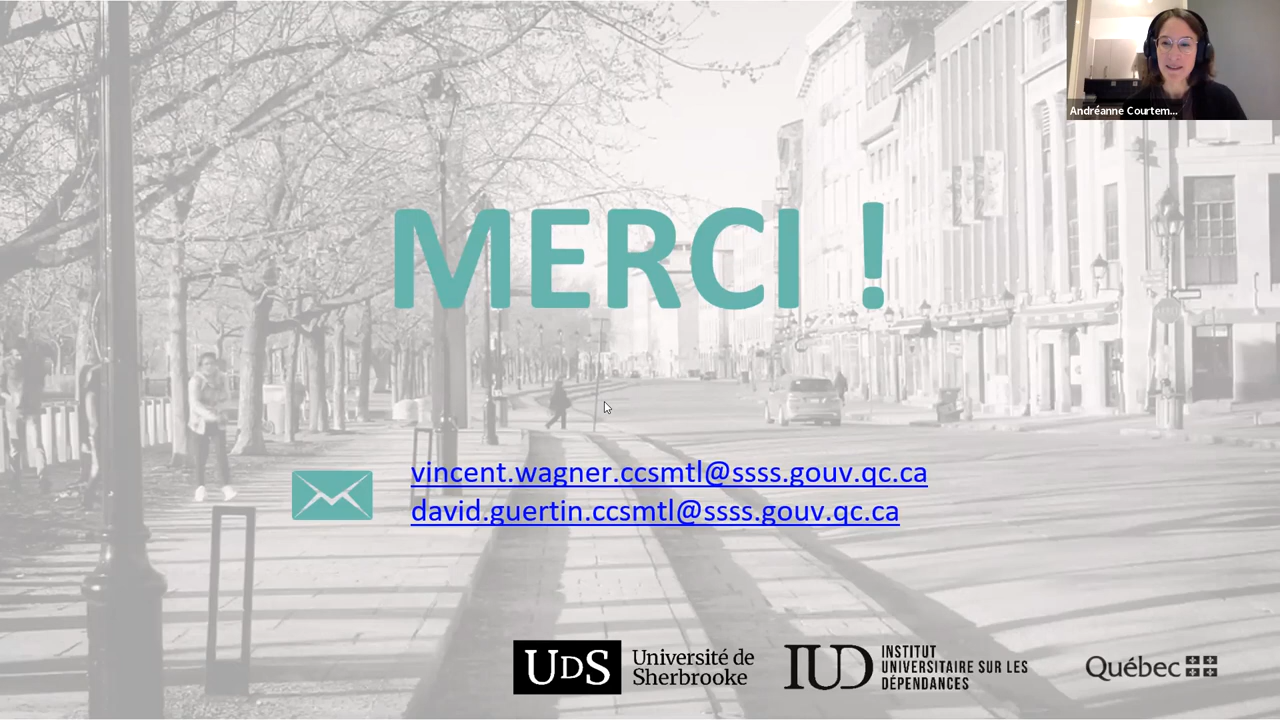 Andréanne Courtem...
MERCI !
vincent.wagner.ccsmtl@ssss.gouv.qc.ca
david.guertin.ccsmtl@ssss.gouv.qc.ca
UDS
Université de
Sherbrooke
IUD
INSTITUT
UNIVERSITAIRE SUR LES
DÉPENDANCES
Québec